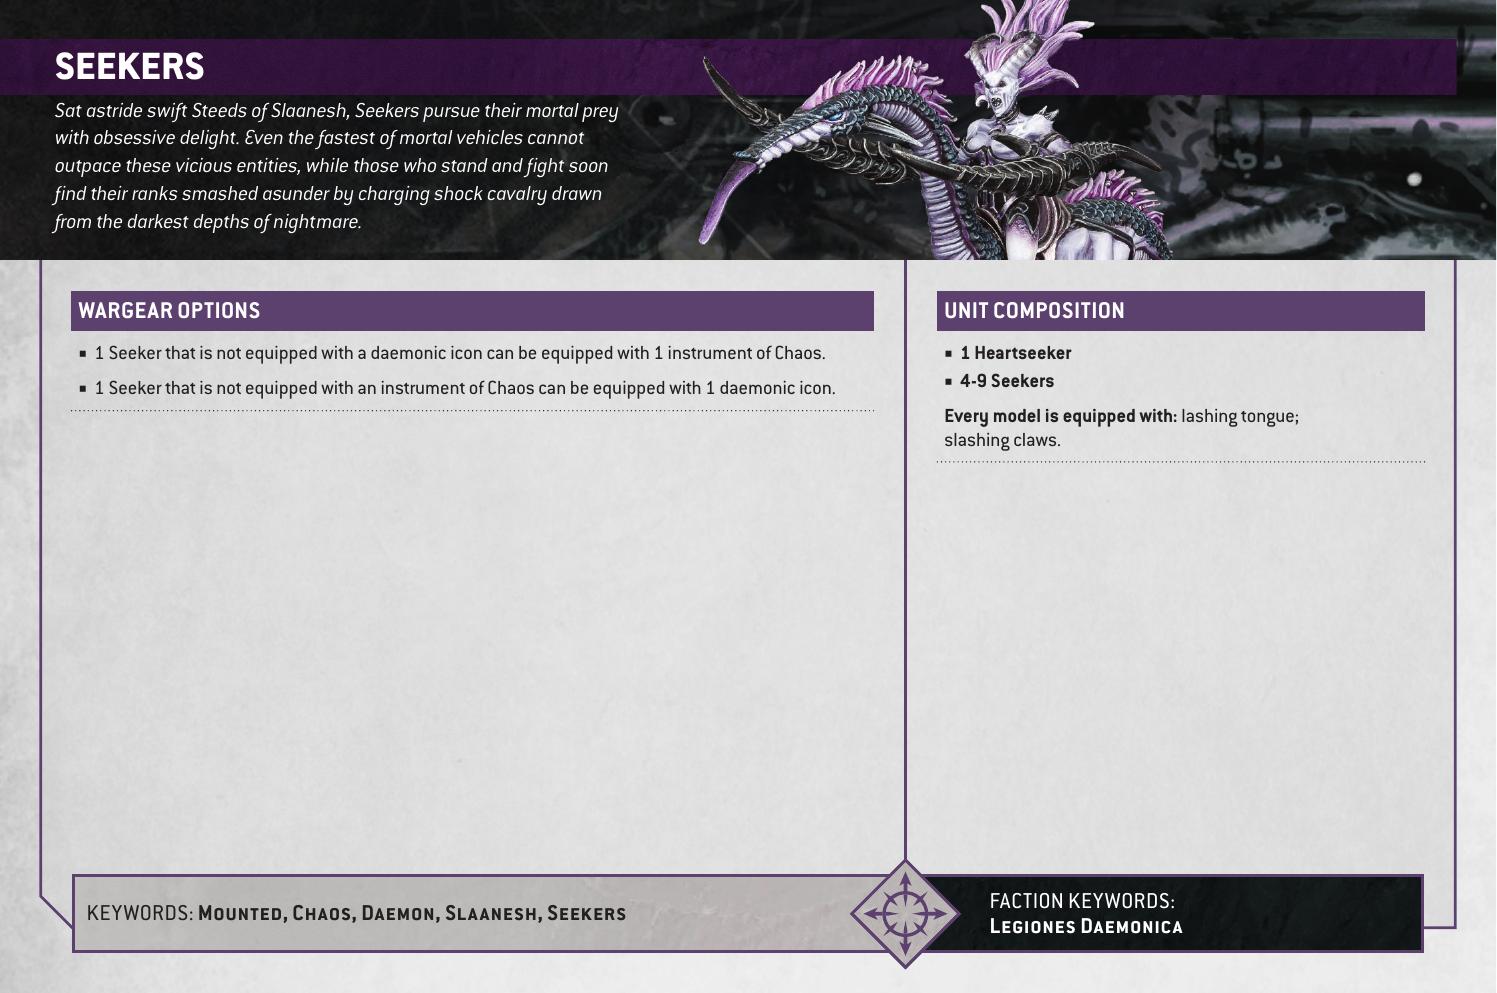 SEEKERS
Sat astride swift Steeds of Slaanesh, Seekers pursue their mortal prey
with obsessive delight. Even the fastest of mortal vehicles cannot
outpace these vicious entities, while those who stand and fight soon
find their ranks smashed asunder by charging shock cavalry drawn
from the darkest depths of nightmare.
WARGEAR OPTIONS
▪ 1 Seeker that is not equipped with a daemonic icon can be equipped with 1 instrument of Chaos.
▪ 1 Seeker that is not equipped with an instrument of Chaos can be equipped with 1 daemonic icon.
UNIT COMPOSITION
▪ 1 Heartseeker
▪ 4-9 Seekers
Every model is equipped with: lashing tongue;
slashing claws.
KEYWORDS: Mounted, Chaos, Daemon, Slaanesh, Seekers
FACTION KEYWORDS:
Legiones Daemonica